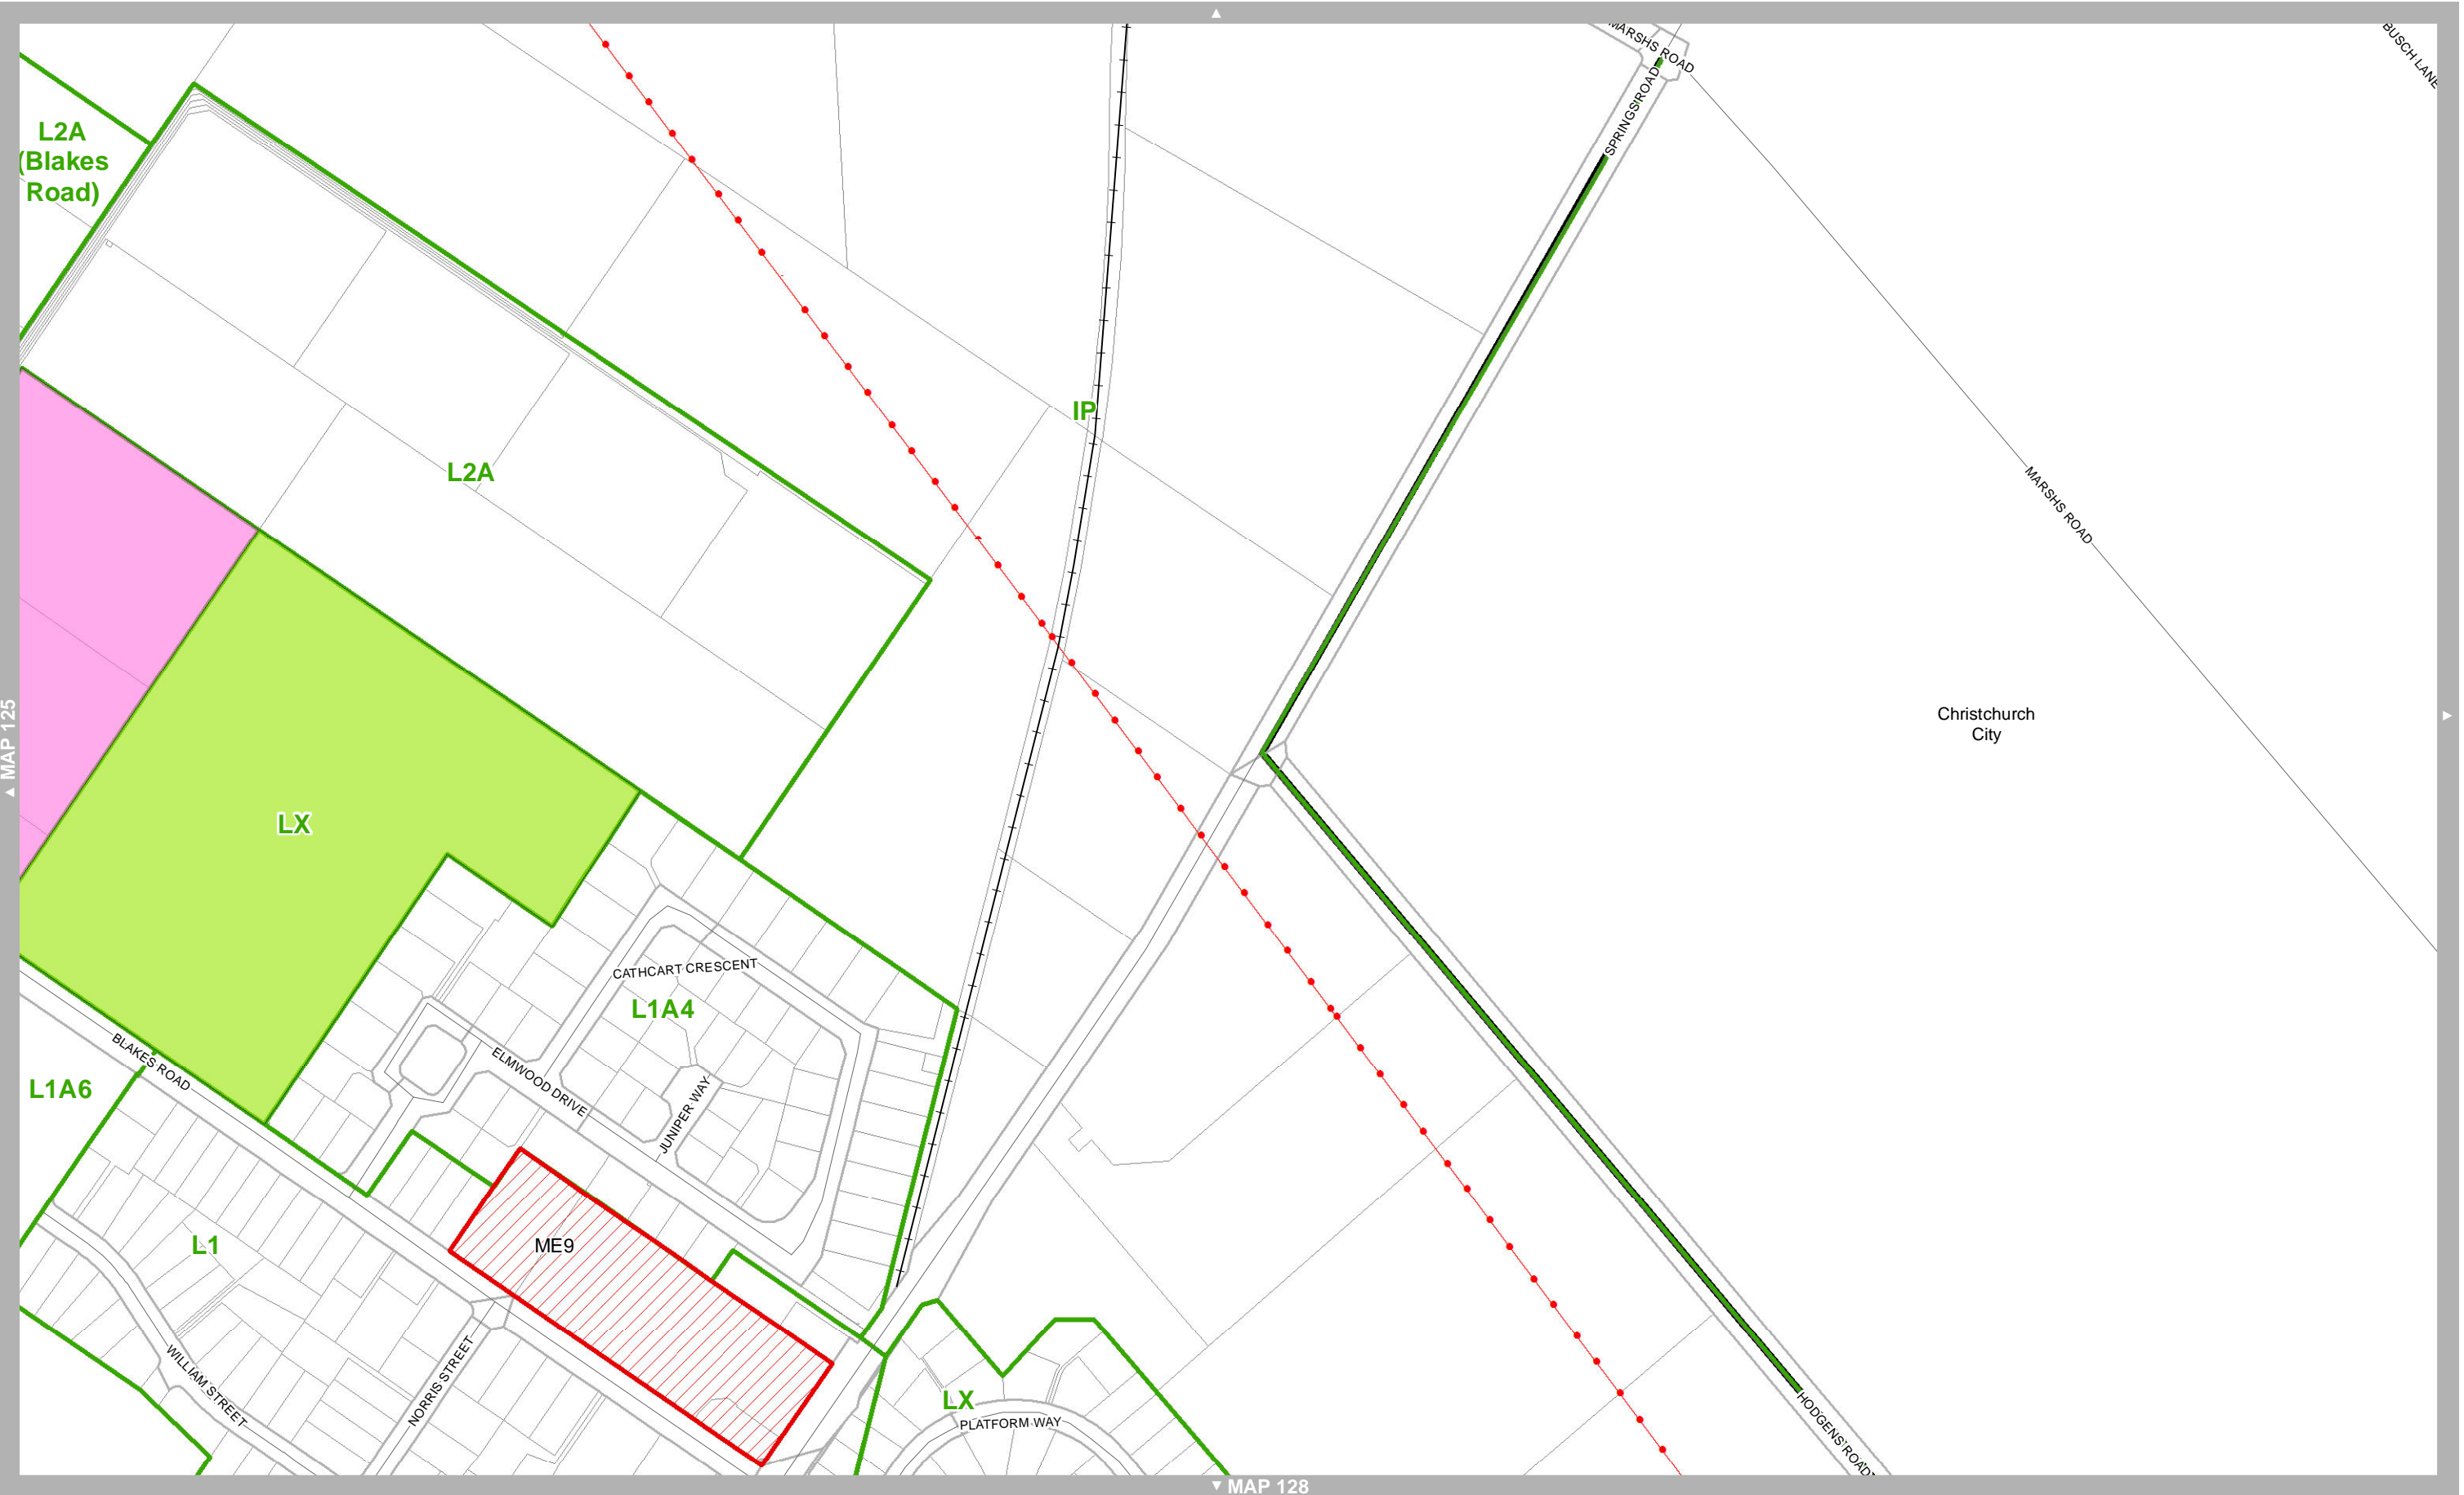 MARSHS ROAD
BUSCH LANE
SPRINGS ROAD
L2A
(Blakes
Road)
IP
L2A
MARSHS ROAD
Christchurch
City
MAP 125
LX
CATHCART CRESCENT
L1A4
ELMWOOD DRIVE
JUNIPER WAY
BLAKES ROAD
L1A6
L1
ME9
WILLIAM STREET
NORRIS STREET
LX
PLATFORM WAY
HODGENS ROAD
MAP 128